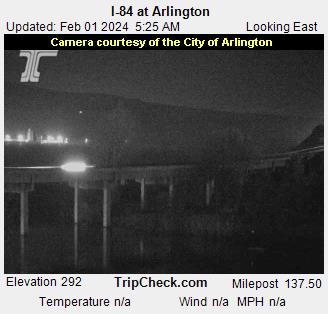 I-84 at Arlington
Updated: Feb 01 2024 5:25 AM Looking East
Camera courtesy of the City of Arlington
Elevation 292 TripCheck.com Milepost 137.50
Temperature n/a Wind n/a MPH n/a